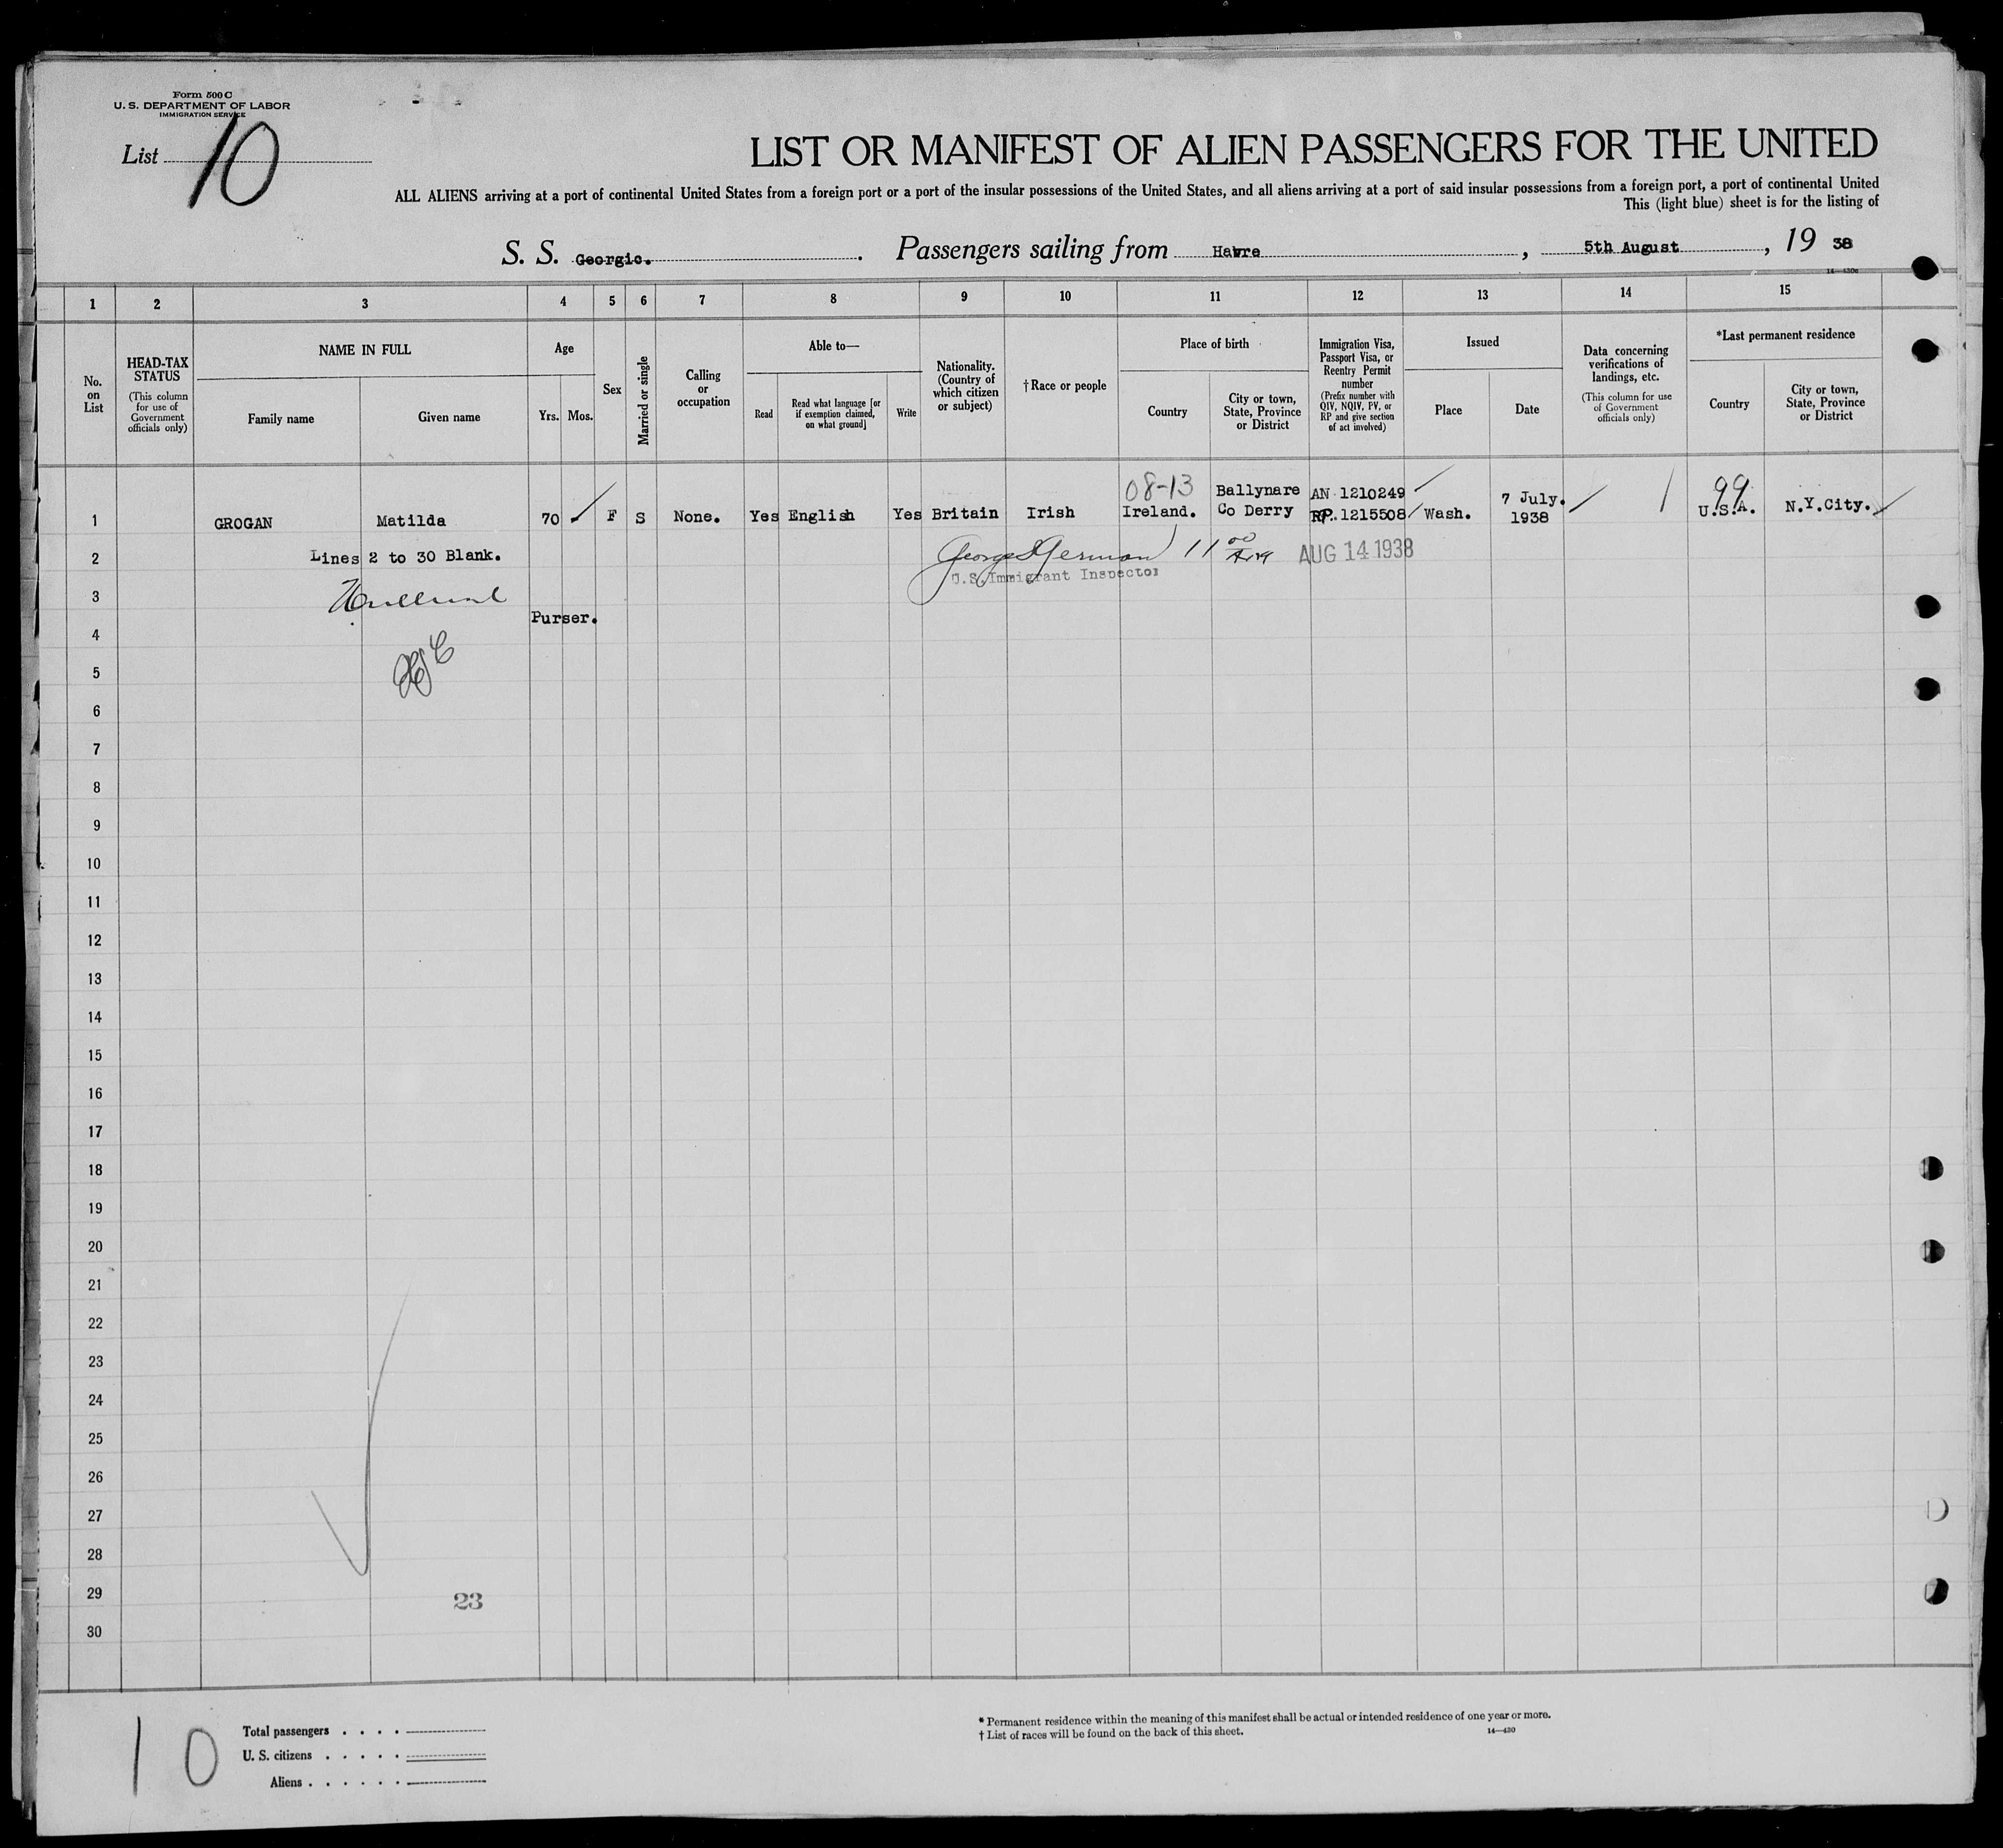 Form 500 C
U. S. DEPARTMENT OF LABOR
IMMIGRATION SERVICE
List 10
LIST OR MANIFEST OF ALIEN PASSENGERS FOR THE UNITED
ALL ALIENS arriving at a port of continental United States from a foreign port or a port of the insular possessions of the United States, and all aliens arriving at a port of said insular possessions from a foreign port, a port of continental United
This (light blue) sheet is for the listing of
S. S. Georgic. Passengers sailing from Havre, 5th August, 19 38
1 2 3 4 5 6 7 8 9 10 11 12 13 14 15
No. on List
HEAD-TAX STATUS (This column for use of Government officials only)
NAME IN FULL
Family name Given name
Age
Yrs. Mos.
Sex
Married or single
Calling or occupation
Able to—
Read Read what language [or if exemption claimed, on what ground] Write
Nationality. (Country of which citizen or subject)
†Race or people
Place of birth
Country City or town, State, Province or District
Immigration Visa, Passport Visa, or Reentry Permit number (Prefix number with QIV, NQIV, PV, or RP and give section of act involved)
Issued
Place Date
Data concerning verifications of landings, etc. (This column for use of Government officials only)
*Last permanent residence
Country City or town, State, Province or District
08-13 Ballynare AN 1210249 7 July. 99
1 GROGAN Matilda 70 F S None. Yes English Yes Britain Irish Ireland. Co Derry RP. 1215508 Wash. 1938 U.S.A. N.Y.City.
2 Lines 2 to 30 Blank. 11 00 AUG 14 1938
U.S. Immigrant Inspector
3
Purser.
4
5
6
7
8
9
10
11
12
13
14
15
16
17
18
19
20
21
22
23
24
25
26
27
28
29 23
30
10
Total passengers . . . .
U. S. citizens . . . . .
Aliens . . . . . .
* Permanent residence within the meaning of this manifest shall be actual or intended residence of one year or more.
† List of races will be found on the back of this sheet. 14—430